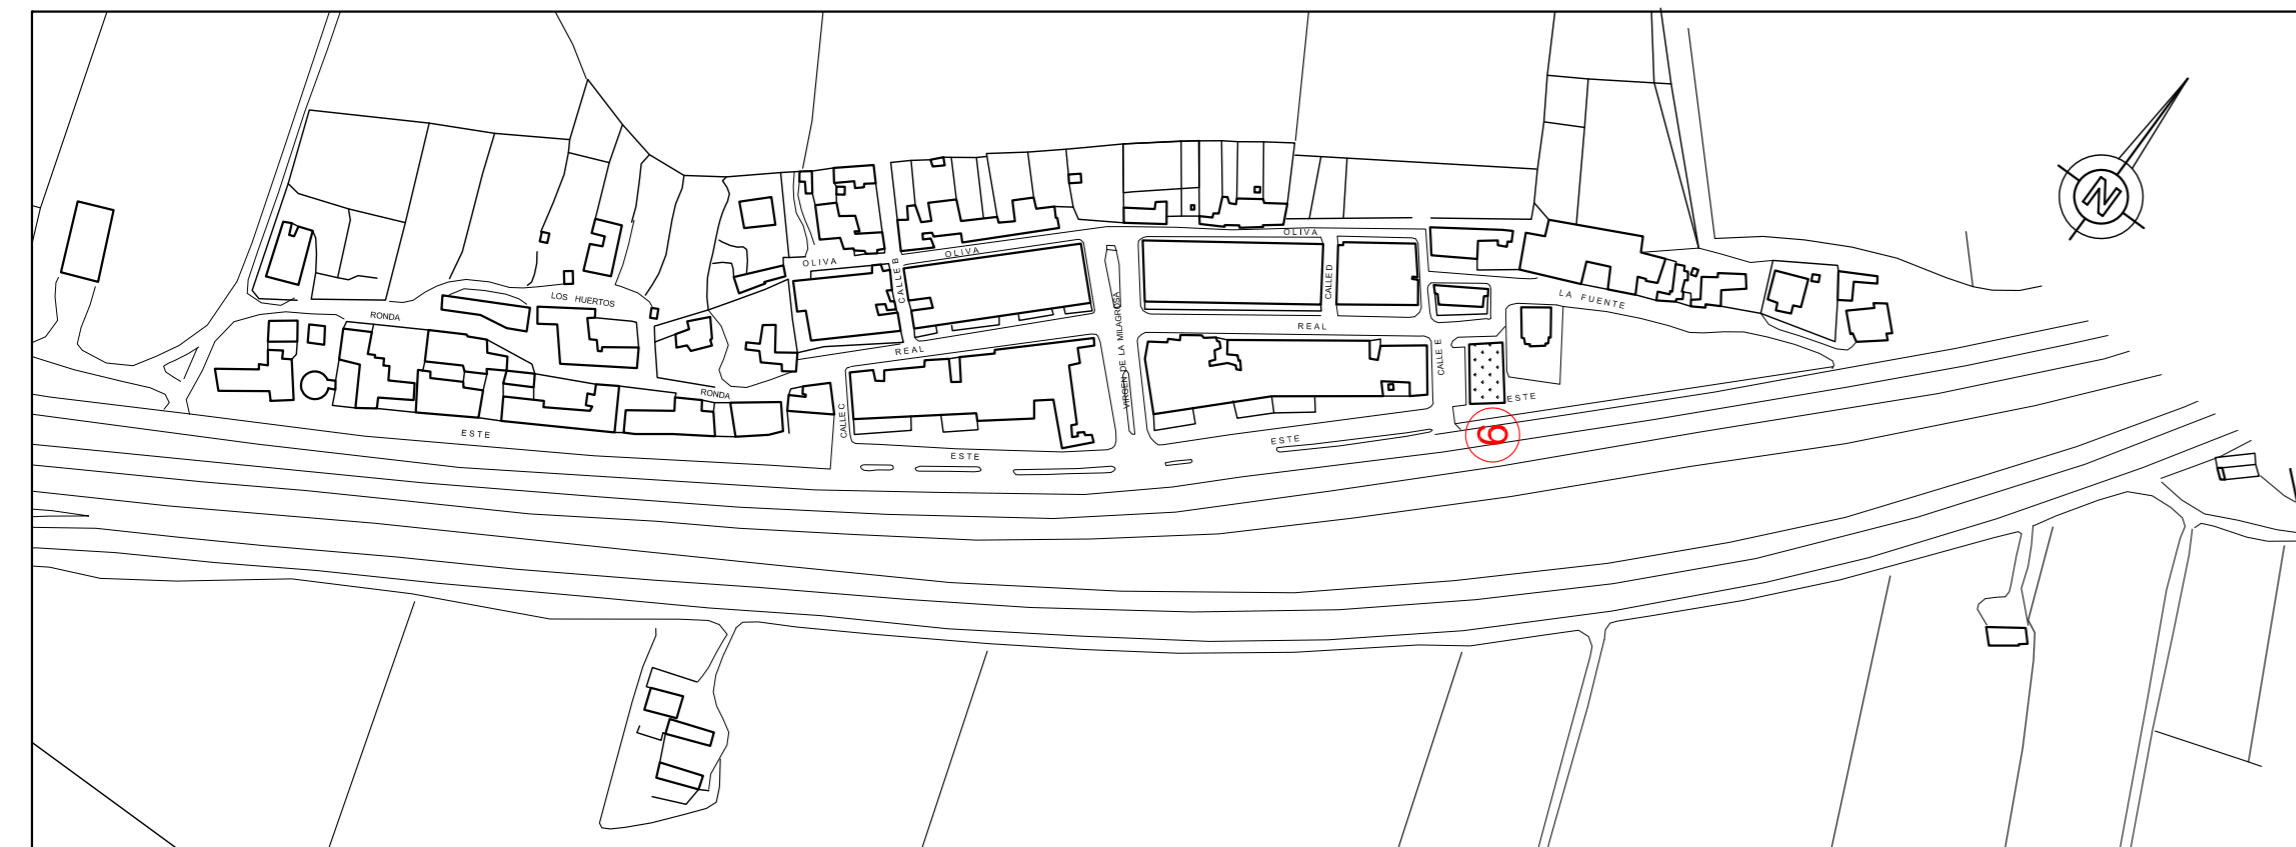 OLIVA
OLIVA
OLIVA
CALLE B
CALLE D
N
LOS HUERTOS
LA FUENTE
RONDA
REAL
REAL
VIRGEN DE LA MILAGROSA
CALLE E
RONDA
ESTE
CALLE C
ESTE
ESTE
ESTE
6